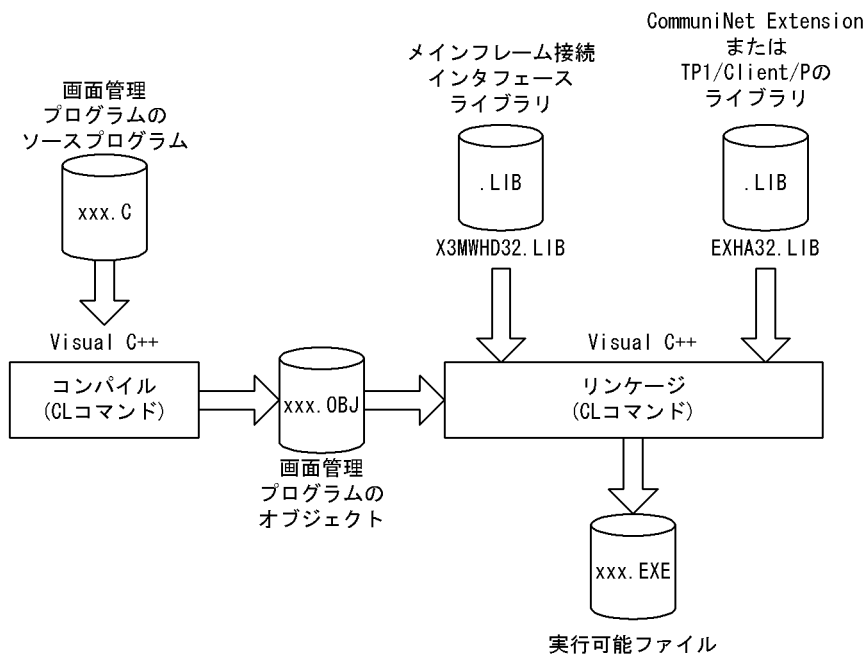 画面管理
プログラムの
ソースプログラム
xxx.C
メインフレーム接続
インタフェース
ライブラリ
.LIB
X3MWHD32.LIB
CommuniNet Extension
または
TP1/Client/Pの
ライブラリ
.LIB
EXHA32.LIB
Visual C++
コンパイル
(CLコマンド)
xxx.OBJ
画面管理
プログラムの
オブジェクト
Visual C++
リンケージ
(CLコマンド)
xxx.EXE
実行可能ファイル